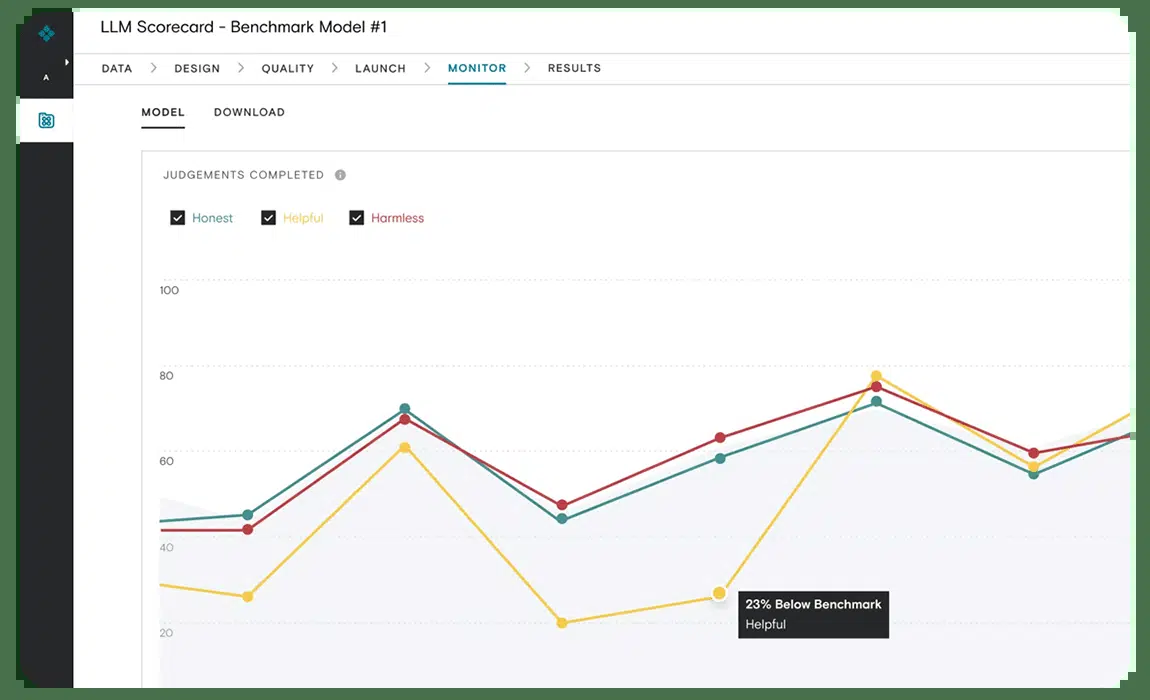 LLM Scorecard - Benchmark Model #1
A
DATA > DESIGN > QUALITY > LAUNCH > MONITOR > RESULTS
MODEL DOWNLOAD
JUDGEMENTS COMPLETED
Honest Helpful Harmless
100
80
60
40
20
23% Below Benchmark
Helpful